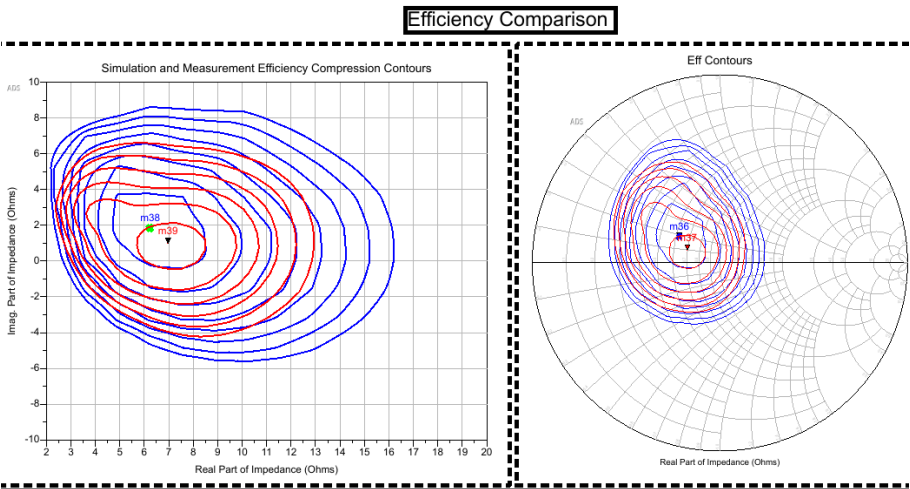 Efficiency Comparison
Simulation and Measurement Efficiency Compression Contours
ADS
10
8
6
4
2
0
-2
-4
-6
-8
-10
Imag. Part of Impedance (Ohms)
m38
m39
2 3 4 5 6 7 8 9 10 11 12 13 14 15 16 17 18 19 20
Real Part of Impedance (Ohms)
Eff Contours
ADS
m36
m37
Real Part of Impedance (Ohms)